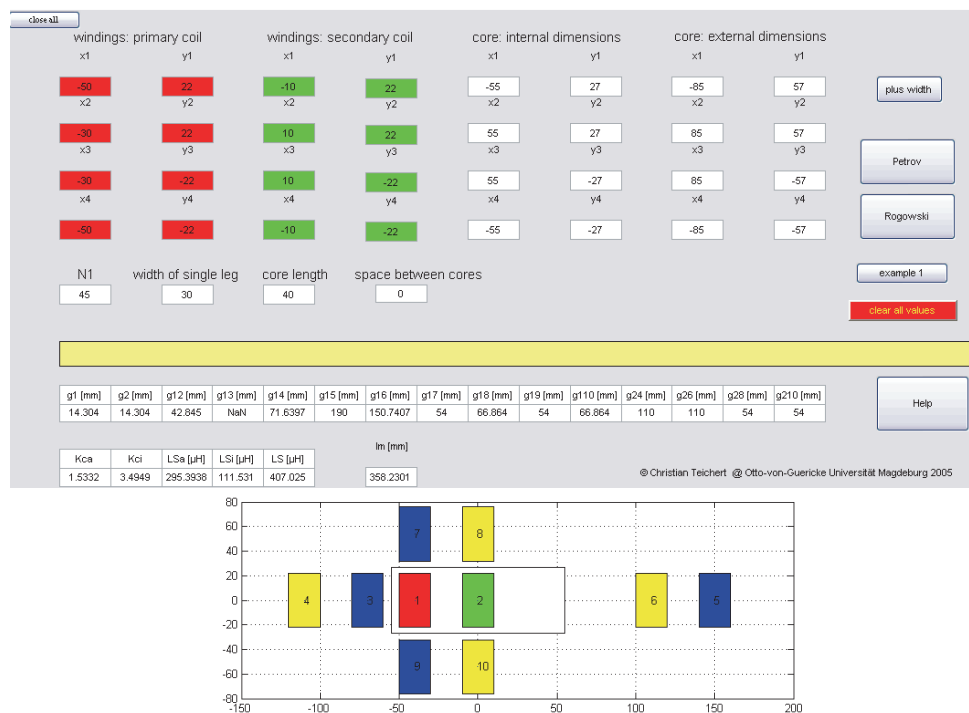 close all
windings: primary coil windings: secondary coil core: internal dimensions core: external dimensions
x1 y1 x1 y1 x1 y1 x1 y1
-50 22 -10 22 -55 27 -85 57 plus width
x2 y2 x2 y2 x2 y2 x2 y2
-30 22 10 22 55 27 85 57
x3 y3 x3 y3 x3 y3 x3 y3
Petrov
-30 -22 10 -22 55 -27 85 -57
x4 y4 x4 y4 x4 y4 x4 y4
Rogowski
-50 -22 -10 -22 -55 -27 -85 -57
N1 width of single leg core length space between cores example 1
45 30 40 0
clear all values
g1 [mm] g2 [mm] g12 [mm] g13 [mm] g14 [mm] g15 [mm] g16 [mm] g17 [mm] g18 [mm] g19 [mm] g110 [mm] g24 [mm] g26 [mm] g28 [mm] g210 [mm]
14.304 14.304 42.845 NaN 71.6397 190 150.7407 54 66.864 54 66.864 110 110 54 54
Help
lm [mm]
Kca Kci LSa [µH] LSi [µH] LS [µH]
1.5332 3.4949 295.3938 111.531 407.025 358.2301
© Christian Teichert @ Otto-von-Guericke Universität Magdeburg 2005
80
60
7 8
40
20
0
4 3 1 2 6 5
-20
-40
-60
9 10
-80
-150 -100 -50 0 50 100 150 200